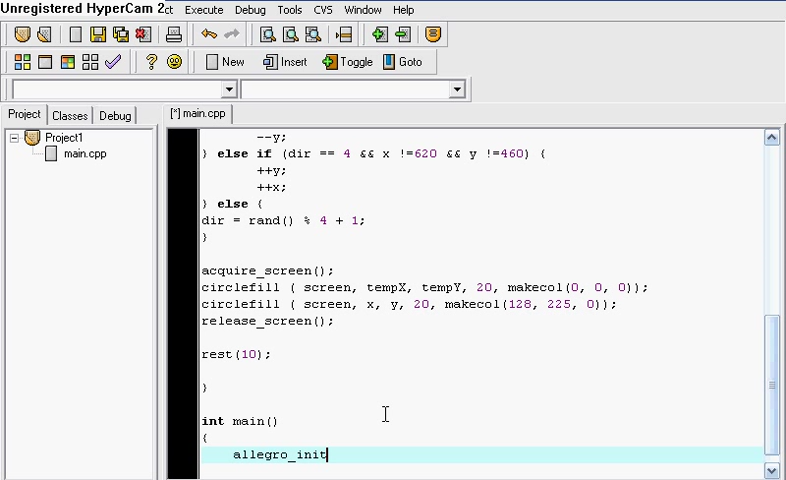 Unregistered HyperCam 2ct Execute Debug Tools CVS Window Help
New Insert Toggle Goto
Project Classes Debug [*] main.cpp
Project1
main.cpp
--y;
} else if (dir == 4 && x !=620 && y !=460) {
++y;
++x;
} else {
dir = rand() % 4 + 1;
}
acquire_screen();
circlefill ( screen, tempX, tempY, 20, makecol(0, 0, 0));
circlefill ( screen, x, y, 20, makecol(128, 225, 0));
release_screen();
rest(10);
}
int main()
{
allegro_init